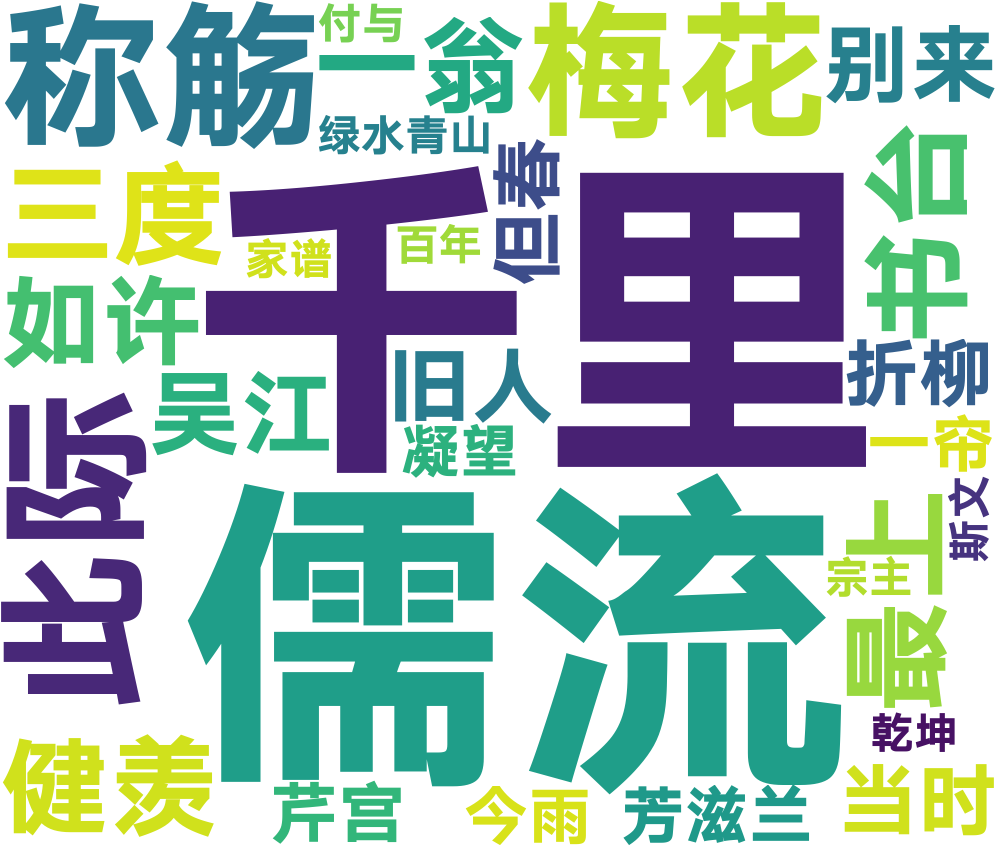 称觞
付与
一翁
梅花
别来
绿水青山
三度
千里
但春
书台
家谱
百年
如许
吴江
旧人
折柳
凝望
一帘
此际
儒流
斯文
最上
宗主
乾坤
健羡
芹宫
今雨
芳滋兰
当时